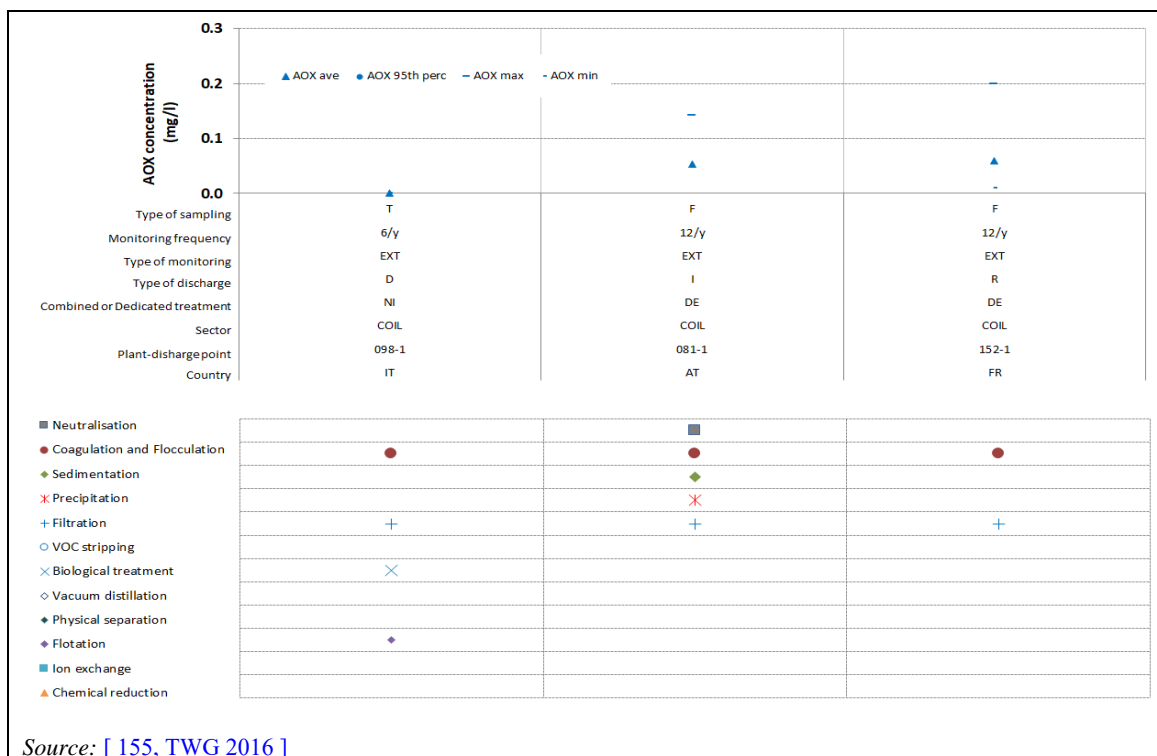 0.3
AOX ave AOX 95th perc AOX max AOX min
0.2
AOX concentration
(mg/l)
0.1
0.0
Type of sampling T F F
Monitoring frequency 6/y 12/y 12/y
Type of monitoring EXT EXT EXT
Type of discharge D I R
Combined or Dedicated treatment NI DE DE
Sector COIL COIL COIL
Plant-disharge point 098-1 081-1 152-1
Country IT AT FR
Neutralisation
Coagulation and Flocculation
Sedimentation
Precipitation
Filtration
VOC stripping
Biological treatment
Vacuum distillation
Physical separation
Flotation
Ion exchange
Chemical reduction
Source: [ 155, TWG 2016 ]